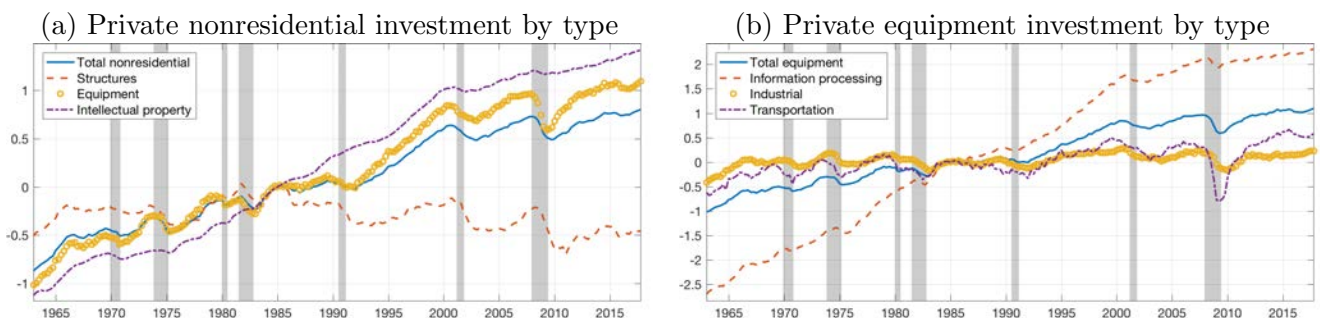 (a) Private nonresidential investment by type
Total nonresidential
Structures
Equipment
Intellectual property
1
0.5
0
-0.5
-1
1965 1970 1975 1980 1985 1990 1995 2000 2005 2010 2015
(b) Private equipment investment by type
Total equipment
Information processing
Industrial
Transportation
2
1.5
1
0.5
0
-0.5
-1
-1.5
-2
-2.5
1965 1970 1975 1980 1985 1990 1995 2000 2005 2010 2015